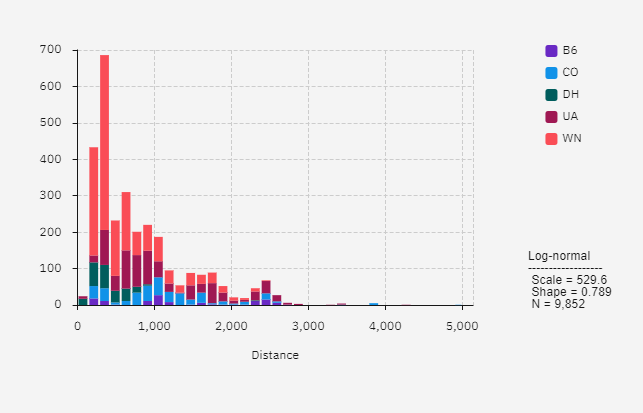 700
600
500
400
300
200
100
0
0 1,000 2,000 3,000 4,000 5,000
Distance
B6
CO
DH
UA
WN
Log-normal
------------------
Scale = 529.6
Shape = 0.789
N = 9,852